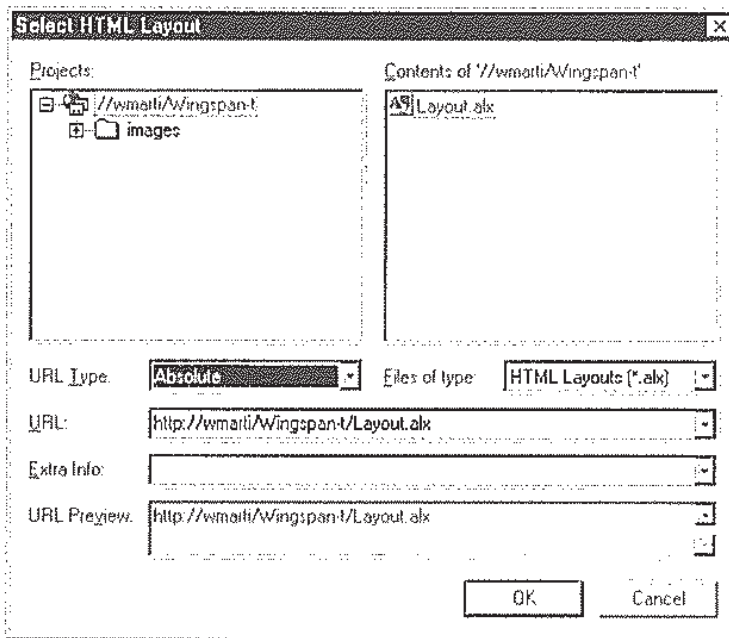 Select HTML Layout
Projects:
//wmarti/Wingspan-t
images
Contents of '//wmarti/Wingspan-t'
Layout.alx
URL Type:
Absolute
Files of type:
HTML Layouts (*.alx)
URL:
http://wmarti/Wingspan-t/Layout.alx
Extra Info:
URL Preview:
http://wmarti/Wingspan-t/Layout.alx
OK
Cancel